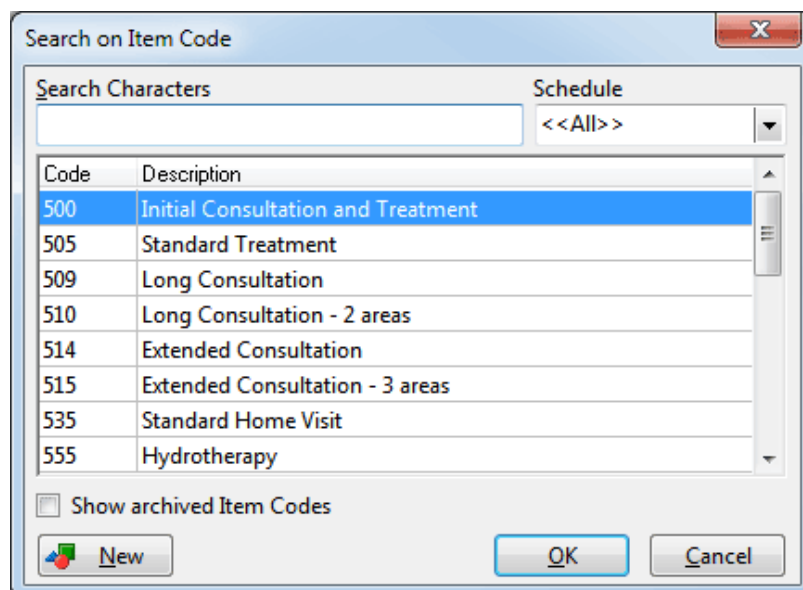 Search on Item Code
Search Characters Schedule
<<All>>
Code Description
500 Initial Consultation and Treatment
505 Standard Treatment
509 Long Consultation
510 Long Consultation - 2 areas
514 Extended Consultation
515 Extended Consultation - 3 areas
535 Standard Home Visit
555 Hydrotherapy
Show archived Item Codes
New OK Cancel